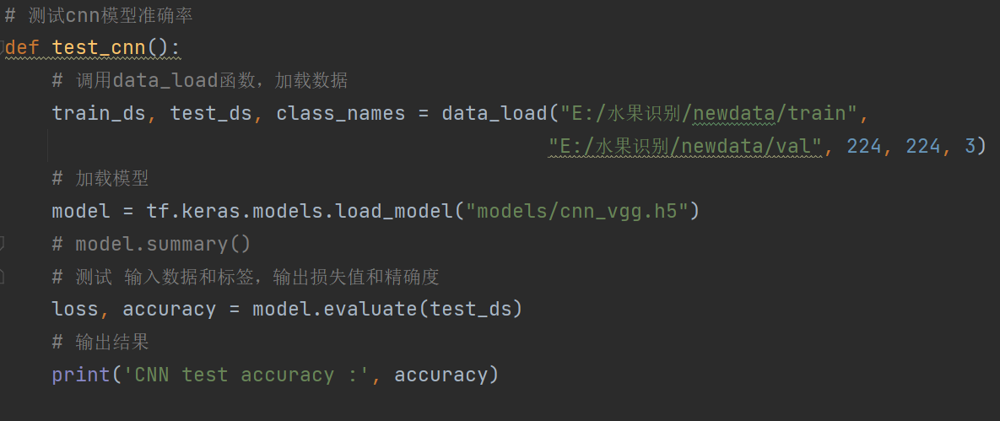 # 测试cnn模型准确率
def test_cnn():
    # 调用data_load函数，加载数据
    train_ds, test_ds, class_names = data_load("E:/水果识别/newdata/train",
                                              "E:/水果识别/newdata/val", 224, 224, 3)
    # 加载模型
    model = tf.keras.models.load_model("models/cnn_vgg.h5")
    # model.summary()
    # 测试 输入数据和标签，输出损失值和精确度
    loss, accuracy = model.evaluate(test_ds)
    # 输出结果
    print('CNN test accuracy :', accuracy)